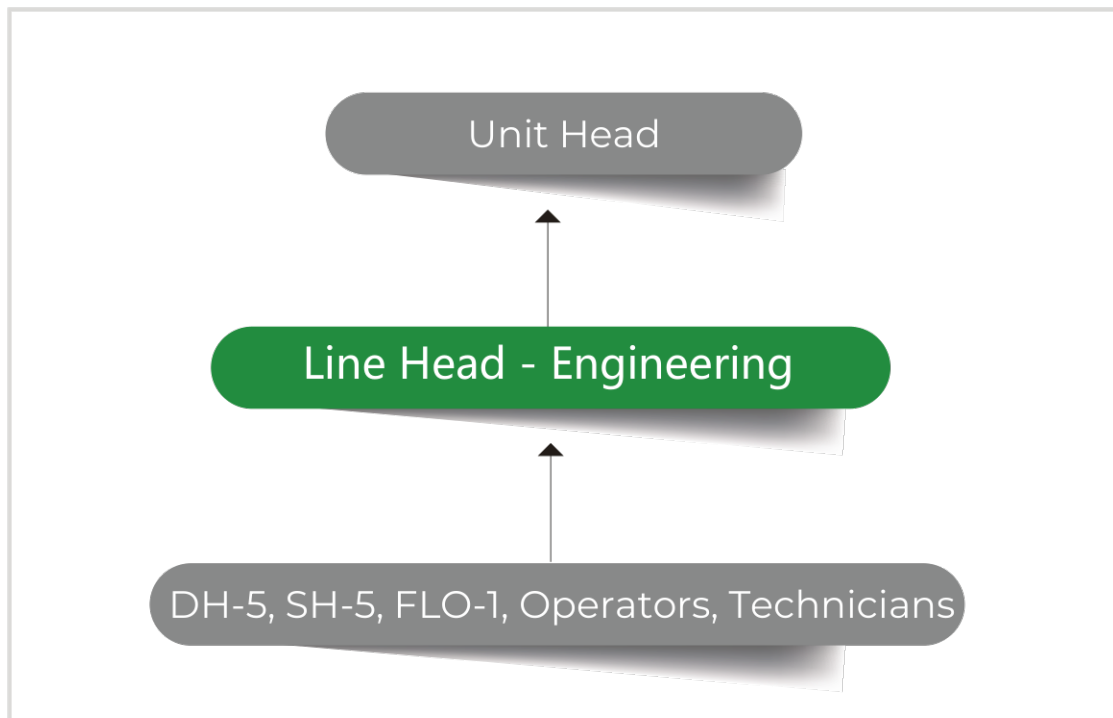 Unit Head
Line Head - Engineering
DH-5, SH-5, FLO-1, Operators, Technicians